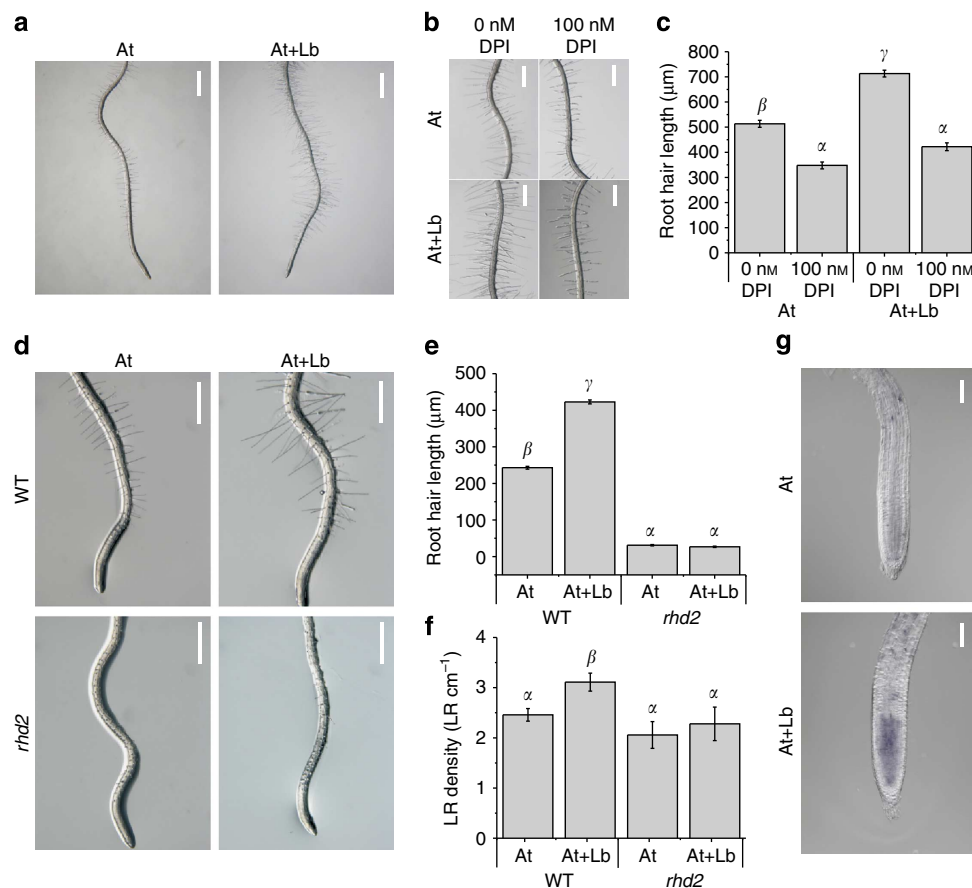 a
At
At+Lb
b
0 nM
DPI
100 nM
DPI
At
At+Lb
c
Root hair length (μm)
800
700
600
500
400
300
200
100
0
β
α
γ
α
0 nM
DPI
100 nM
DPI
0 nM
DPI
100 nM
DPI
At
At+Lb
d
At
At+Lb
WT
rhd2
e
Root hair length (μm)
500
400
300
200
100
0
β
γ
α
α
At
At+Lb
At
At+Lb
WT
rhd2
f
LR density (LR cm⁻¹)
4
3
2
1
0
α
β
α
α
At
At+Lb
At
At+Lb
WT
rhd2
g
At
At+Lb